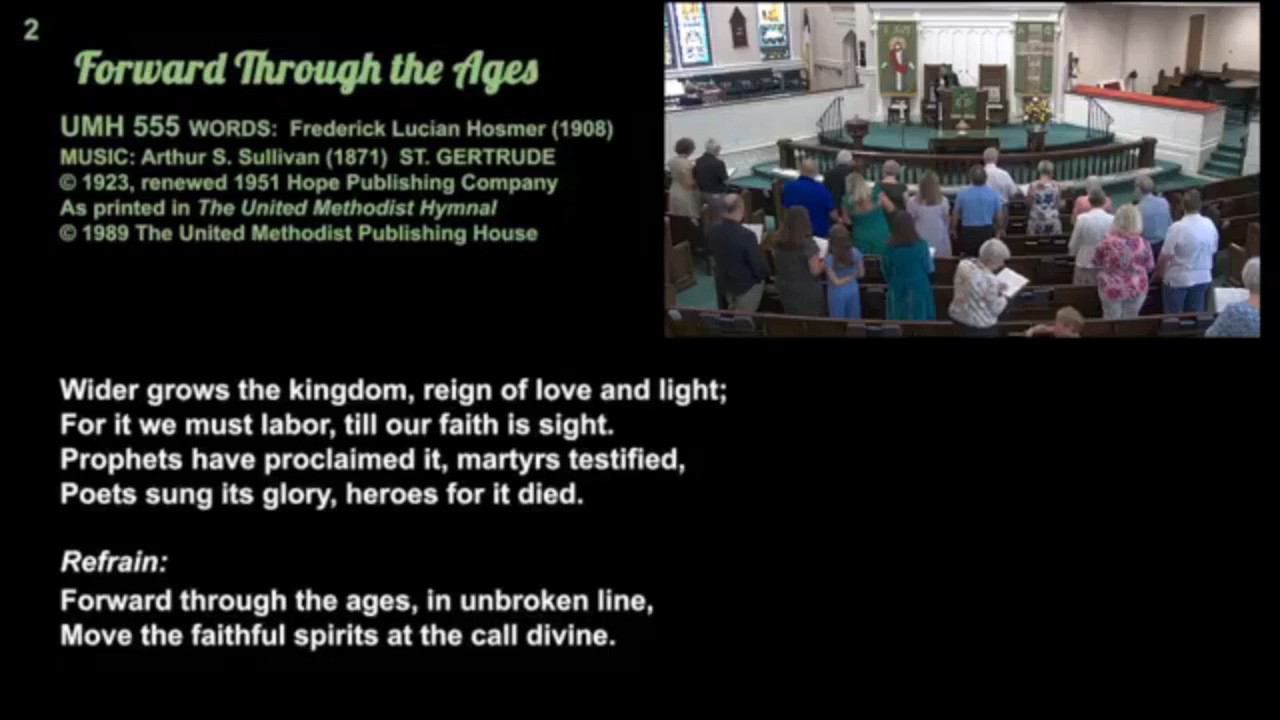 2
Forward Through the Ages
UMH 555 WORDS: Frederick Lucian Hosmer (1908)
MUSIC: Arthur S. Sullivan (1871) ST. GERTRUDE
© 1923, renewed 1951 Hope Publishing Company
As printed in The United Methodist Hymnal
© 1989 The United Methodist Publishing House
Wider grows the kingdom, reign of love and light;
For it we must labor, till our faith is sight.
Prophets have proclaimed it, martyrs testified,
Poets sung its glory, heroes for it died.
Refrain:
Forward through the ages, in unbroken line,
Move the faithful spirits at the call divine.